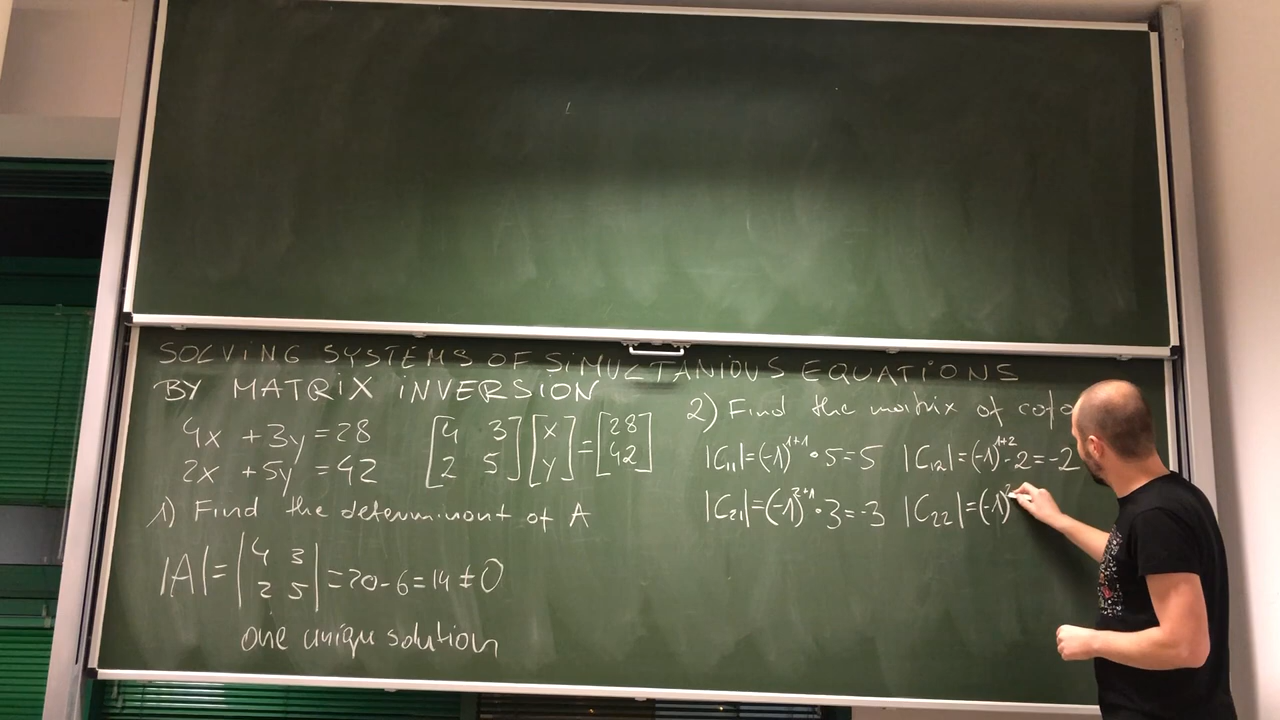 SOLVING SYSTEMS OF SIMULTANIOUS EQUATIONS
BY MATRIX INVERSION
4x + 3y = 28
2x + 5y = 42
[4 3; 2 5] [x; y] = [28; 42]
1) Find the determinant of A
|A| = |4 3; 2 5| = 20 - 6 = 14 ≠ 0
one unique solution
2) Find the matrix of cofa
|C₁₁| = (-1)¹⁺¹ • 5 = 5 |C₁₂| = (-1)¹⁺² • 2 = -2
|C₂₁| = (-1)²⁺¹ • 3 = -3 |C₂₂| = (-1)²